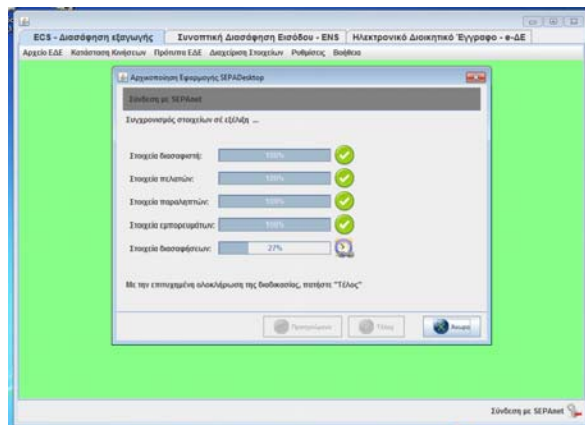 ECS - Διασάφηση εξαγωγής
Συνοπτική Διασάφηση Εισόδου - ENS
Ηλεκτρονικό Διοικητικό Έγγραφο - e-ΔΕ
Αρχείο ΕΔΕ Κατάσταση Κινήσεων Πρότυπα ΕΔΕ Διαχείριση Στοιχείων Ρυθμίσεις Βοήθεια
Αρχικοποίηση Εφαρμογής SEPADesktop
Σύνδεση με SEPAnet
Συγχρονισμός στοιχείων σέ εξέλιξη ...
Στοιχεία διασαφιστή: 100%
Στοιχεία πελατών: 100%
Στοιχεία παραληπτών: 100%
Στοιχεία εμπορευμάτων: 100%
Στοιχεία διασαφήσεων: 27%
Με την επιτυχημένη ολοκλήρωση της διαδικασίας, πατήστε "Τέλος"
Τέλος Άκυρο
Σύνδεση με SEPAnet